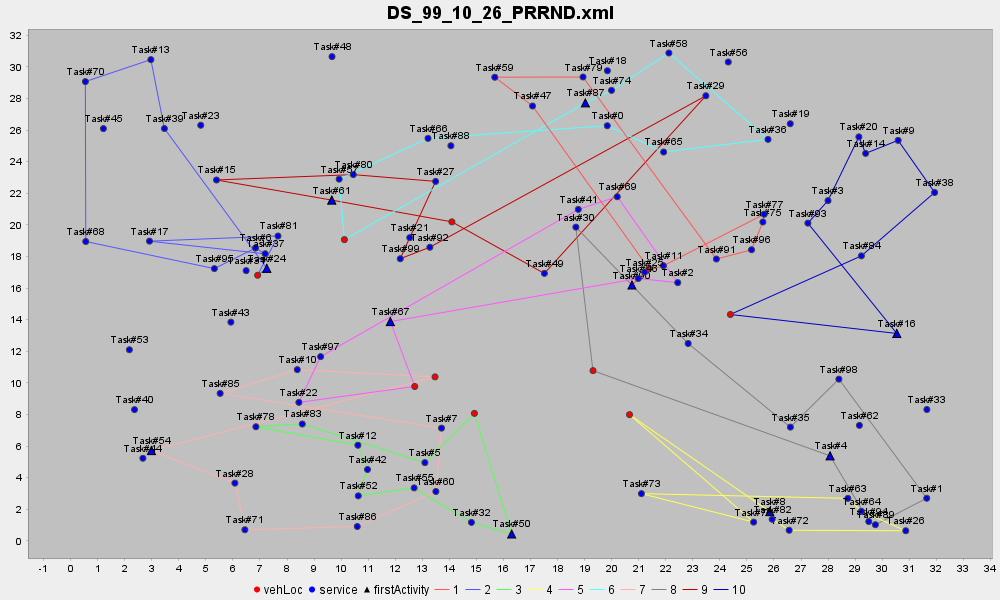 DS_99_10_26_PRRND.xml
32
30
28
26
24
22
20
18
16
14
12
10
8
6
4
2
0
Task#48
Task#13
Task#70
Task#45
Task#39
Task#23
Task#58
Task#56
Task#59
Task#79
Task#18
Task#74
Task#87
Task#29
Task#47
Task#0
Task#66
Task#88
Task#65
Task#36
Task#19
Task#20
Task#14
Task#9
Task#15
Task#80
Task#27
Task#61
Task#69
Task#41
Task#30
Task#3
Task#38
Task#93
Task#77
Task#75
Task#68
Task#17
Task#81
Task#37
Task#24
Task#95
Task#21
Task#92
Task#99
Task#49
Task#11
Task#2
Task#91
Task#96
Task#84
Task#43
Task#67
Task#16
Task#53
Task#97
Task#10
Task#34
Task#85
Task#22
Task#98
Task#40
Task#33
Task#78
Task#83
Task#7
Task#35
Task#62
Task#54
Task#44
Task#12
Task#5
Task#42
Task#4
Task#28
Task#52
Task#55
Task#60
Task#73
Task#63
Task#1
Task#64
Task#71
Task#86
Task#32
Task#50
Task#8
Task#82
Task#72
Task#26
-1 0 1 2 3 4 5 6 7 8 9 10 11 12 13 14 15 16 17 18 19 20 21 22 23 24 25 26 27 28 29 30 31 32 33 34
vehLoc service firstActivity 1 2 3 4 5 6 7 8 9 10